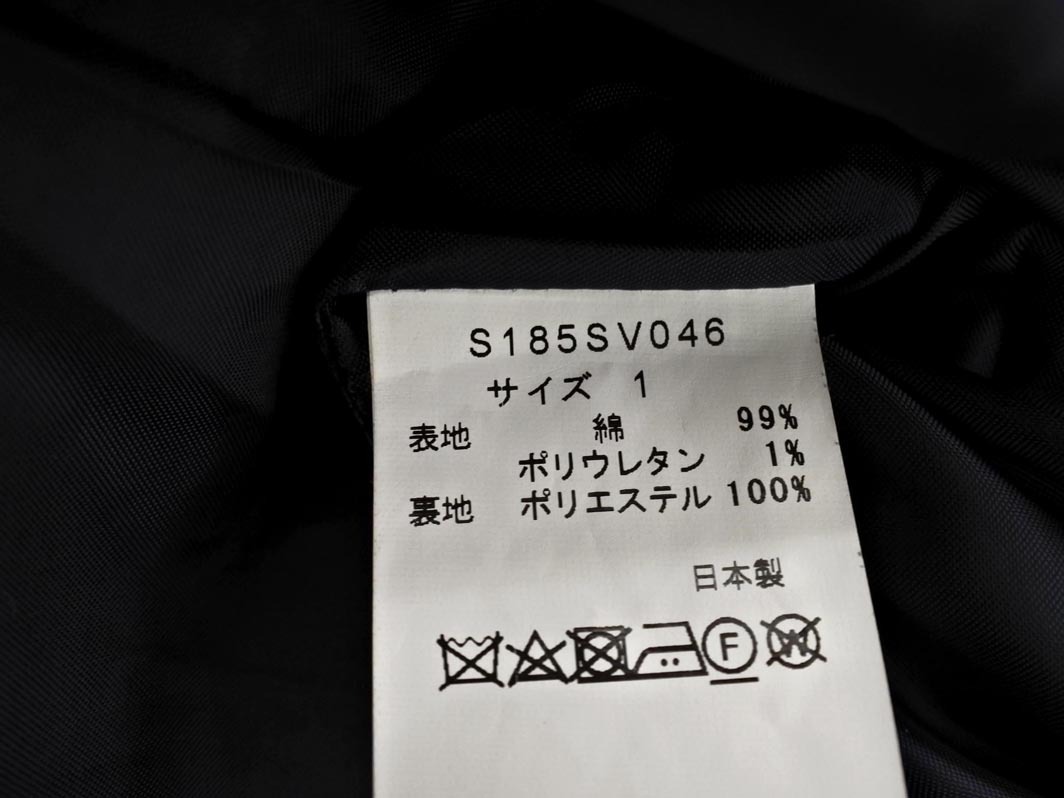 S185SV046
サイズ 1
表地 綿 99%
ポリウレタン 1%
裏地 ポリエステル 100%
日本製
F W